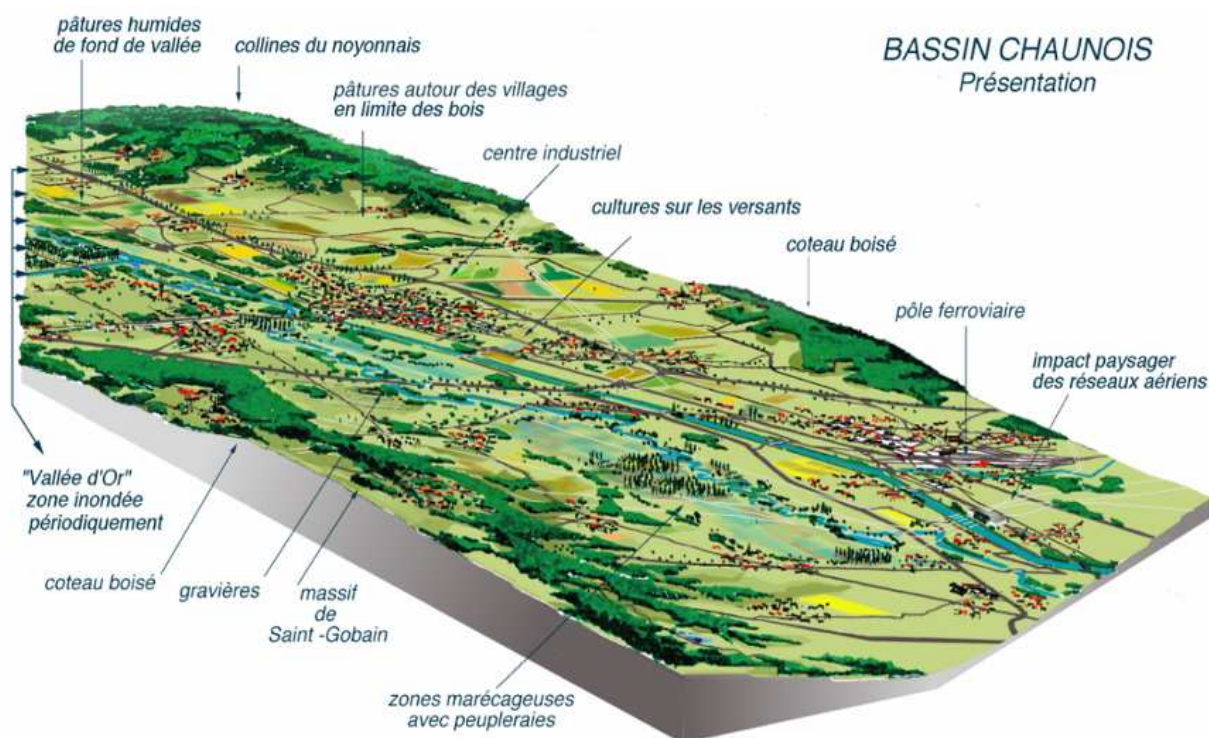 BASSIN CHAUNOIS
Présentation
pâtures humides
de fond de vallée
collines du noyonnais
pâtures autour des villages
en limite des bois
centre industriel
cultures sur les versants
coteau boisé
pôle ferroviaire
impact paysager
des réseaux aériens
"Vallée d'Or"
zone inondée
périodiquement
coteau boisé
gravières
massif
de
Saint -Gobain
zones marécageuses
avec peupleraies